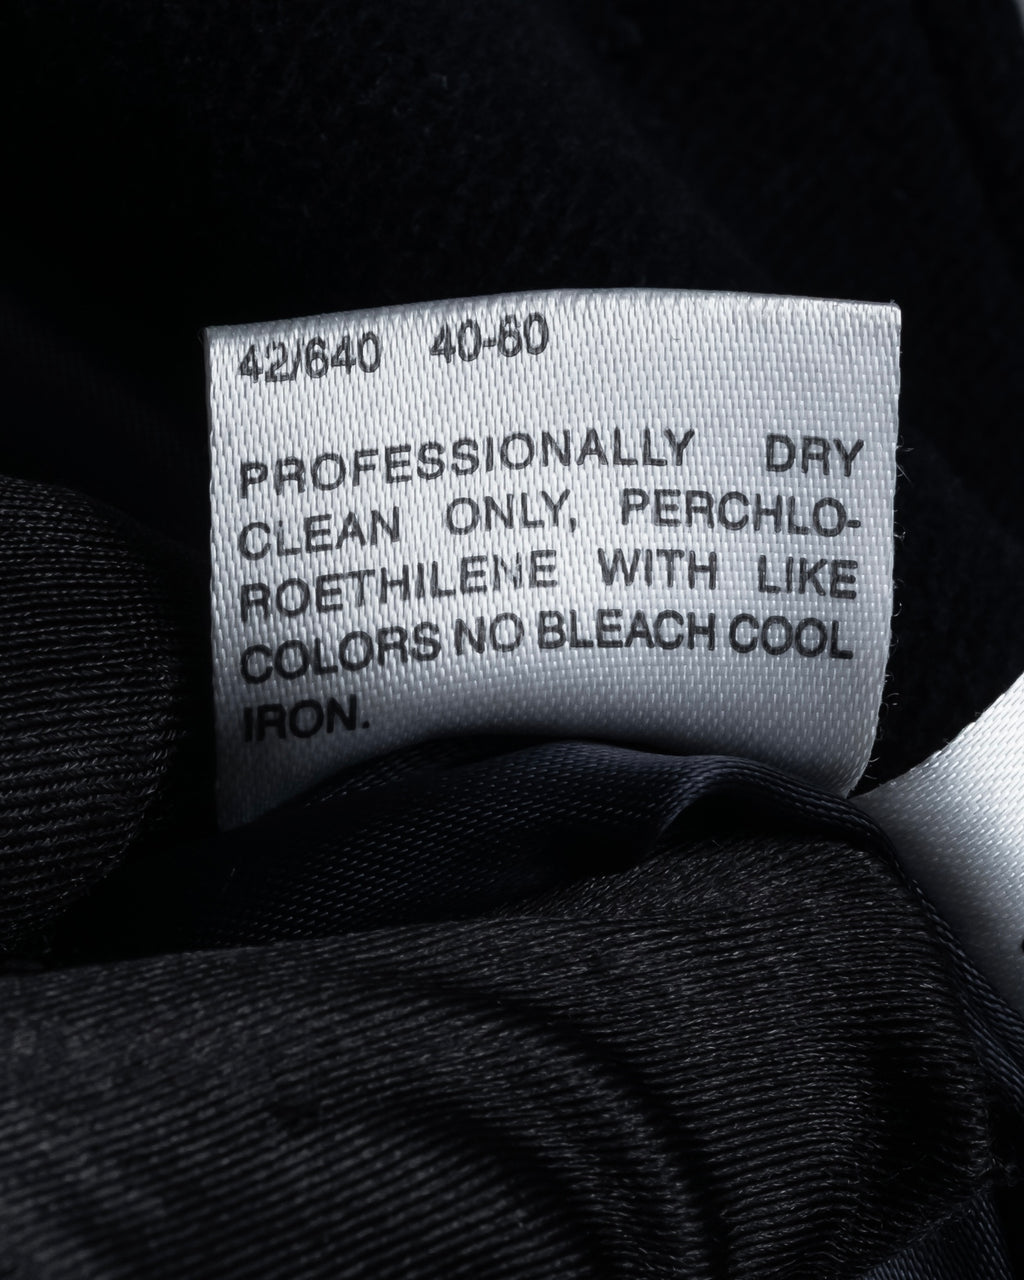 42/640 40-60
PROFESSIONALLY DRY
CLEAN ONLY, PERCHLO-
ROETHILENE WITH LIKE
COLORS NO BLEACH COOL
IRON.